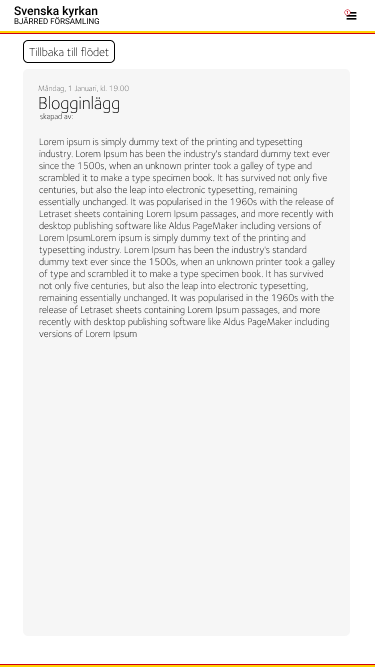 Svenska kyrkan
BJÄRRED FÖRSAMLING
Tillbaka till flödet
Måndag, 1 Januari, kl. 19.00
Blogginlägg
skapad av:
Lorem ipsum is simply dummy text of the printing and typesetting
industry. Lorem Ipsum has been the industry's standard dummy text ever
since the 1500s, when an unknown printer took a galley of type and
scrambled it to make a type specimen book. It has survived not only five
centuries, but also the leap into electronic typesetting, remaining
essentially unchanged. It was popularised in the 1960s with the release of
Letraset sheets containing Lorem Ipsum passages, and more recently with
desktop publishing software like Aldus PageMaker including versions of
Lorem IpsumLorem ipsum is simply dummy text of the printing and
typesetting industry. Lorem Ipsum has been the industry's standard
dummy text ever since the 1500s, when an unknown printer took a galley
of type and scrambled it to make a type specimen book. It has survived
not only five centuries, but also the leap into electronic typesetting,
remaining essentially unchanged. It was popularised in the 1960s with the
release of Letraset sheets containing Lorem Ipsum passages, and more
recently with desktop publishing software like Aldus PageMaker including
versions of Lorem Ipsum